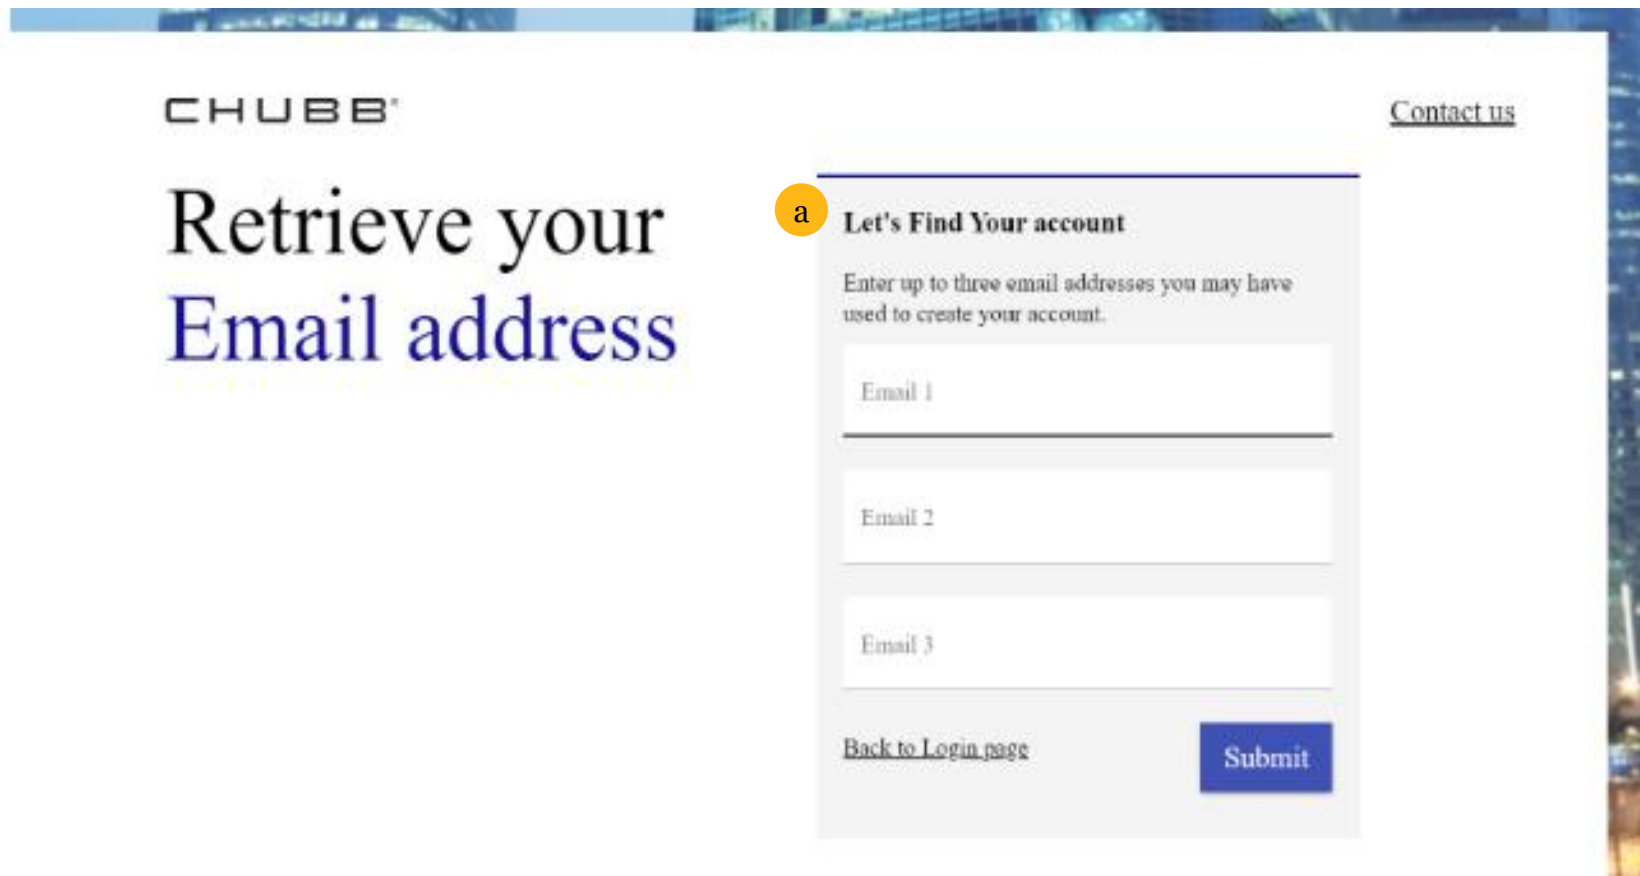 CHUBB®
Contact us
Retrieve your
Email address
a
Let's Find Your account
Enter up to three email addresses you may have
used to create your account.
Email 1
Email 2
Email 3
Back to Login page
Submit